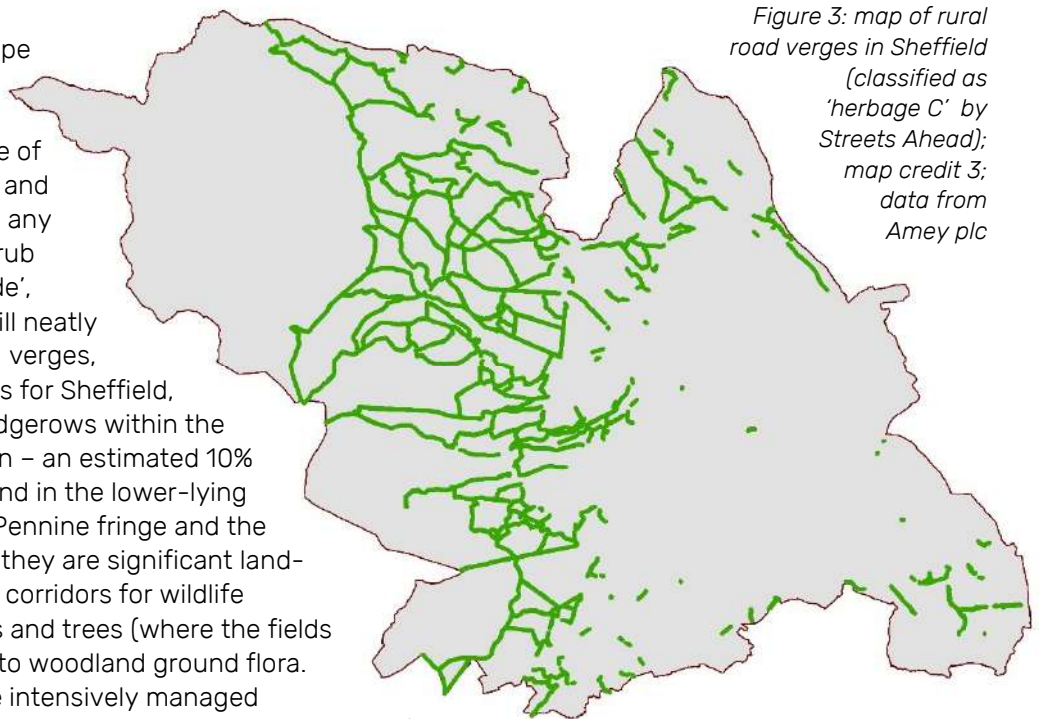 Figure 3: map of rural
road verges in Sheffield
(classified as
'herbage C' by
Streets Ahead);
map credit 3;
data from
Amey plc
pe
e of
and
any
rub
le',
ill neatly
verges,
s for Sheffield,
dgerows within the
n – an estimated 10%
nd in the lower-lying
Pennine fringe and the
they are significant land-
corridors for wildlife
s and trees (where the fields
to woodland ground flora.
e intensively managed